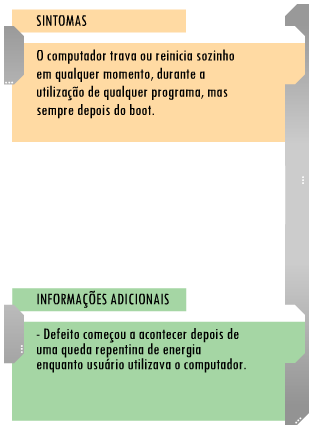 SINTOMAS
O computador trava ou reinicia sozinho
em qualquer momento, durante a
utilização de qualquer programa, mas
sempre depois do boot.
INFORMAÇÕES ADICIONAIS
- Defeito começou a acontecer depois de
uma queda repentina de energia
enquanto usuário utilizava o computador.